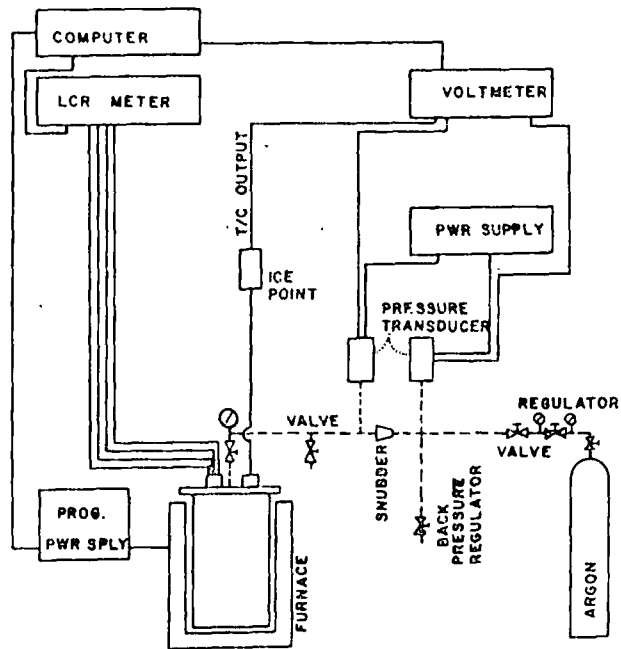 COMPUTER
LCR METER
VOLTMETER
T/C OUTPUT
PWR SUPPLY
ICE
POINT
PRESSURE
TRANSDUCER
REGULATOR
VALVE
VALVE
SNUBBER
BACK
PRESSURE
REGULATOR
PROG.
PWR SPLY
FURNACE
ARGON